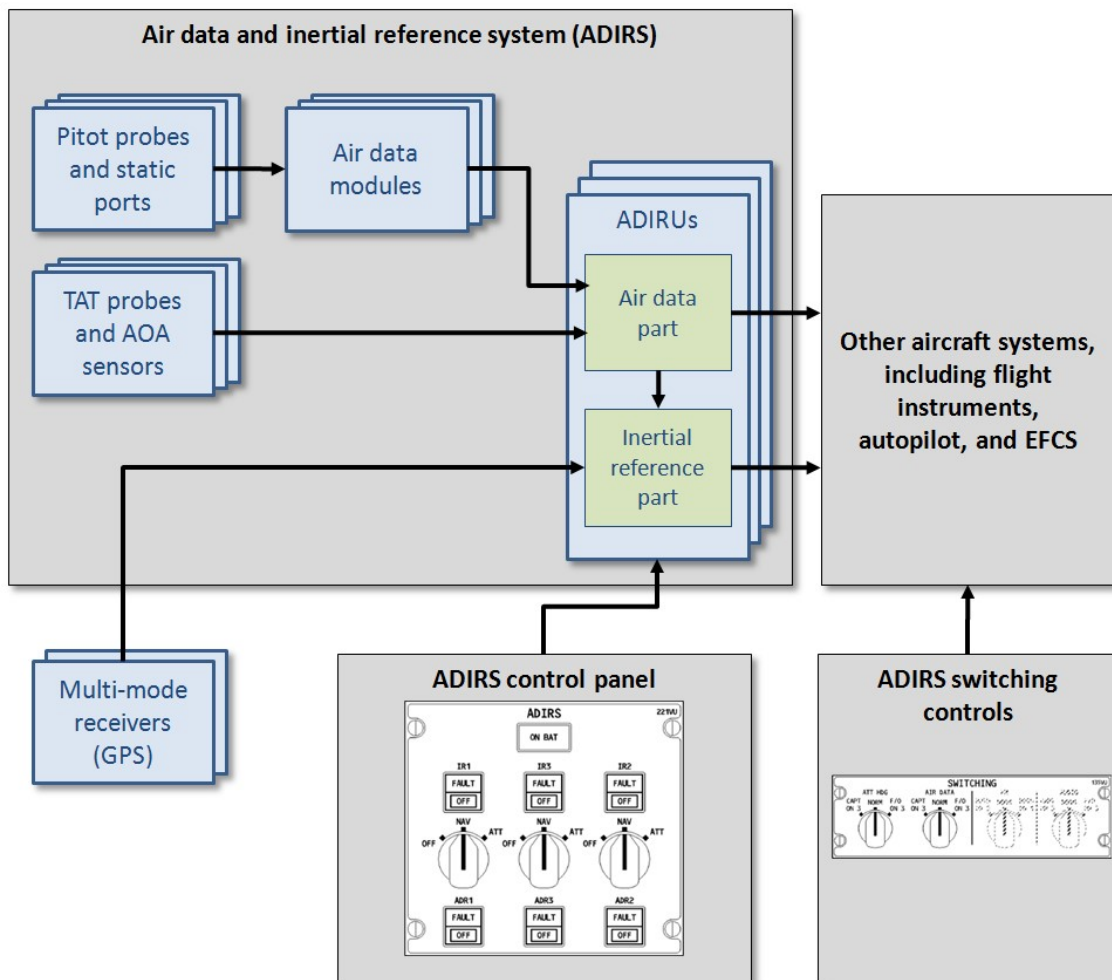 Air data and inertial reference system (ADIRS)
Pitot probes
and static
ports
Air data
modules
TAT probes
and AOA
sensors
ADIRUs
Air data
part
Inertial
reference
part
Other aircraft systems,
including flight
instruments,
autopilot, and EFCS
Multi-mode
receivers
(GPS)
ADIRS control panel
ADIRS
221VU
ON BAT
IR1 IR3 IR2
FAULT FAULT FAULT
OFF OFF OFF
NAV NAV NAV
OFF ATT OFF ATT OFF ATT
ADR1 ADR3 ADR2
FAULT FAULT FAULT
OFF OFF OFF
ADIRS switching
controls
SWITCHING
ATT HDG AIR DATA
CAPT NORM F/O CAPT NORM F/O
ON 3 ON 3 ON 3 ON 3